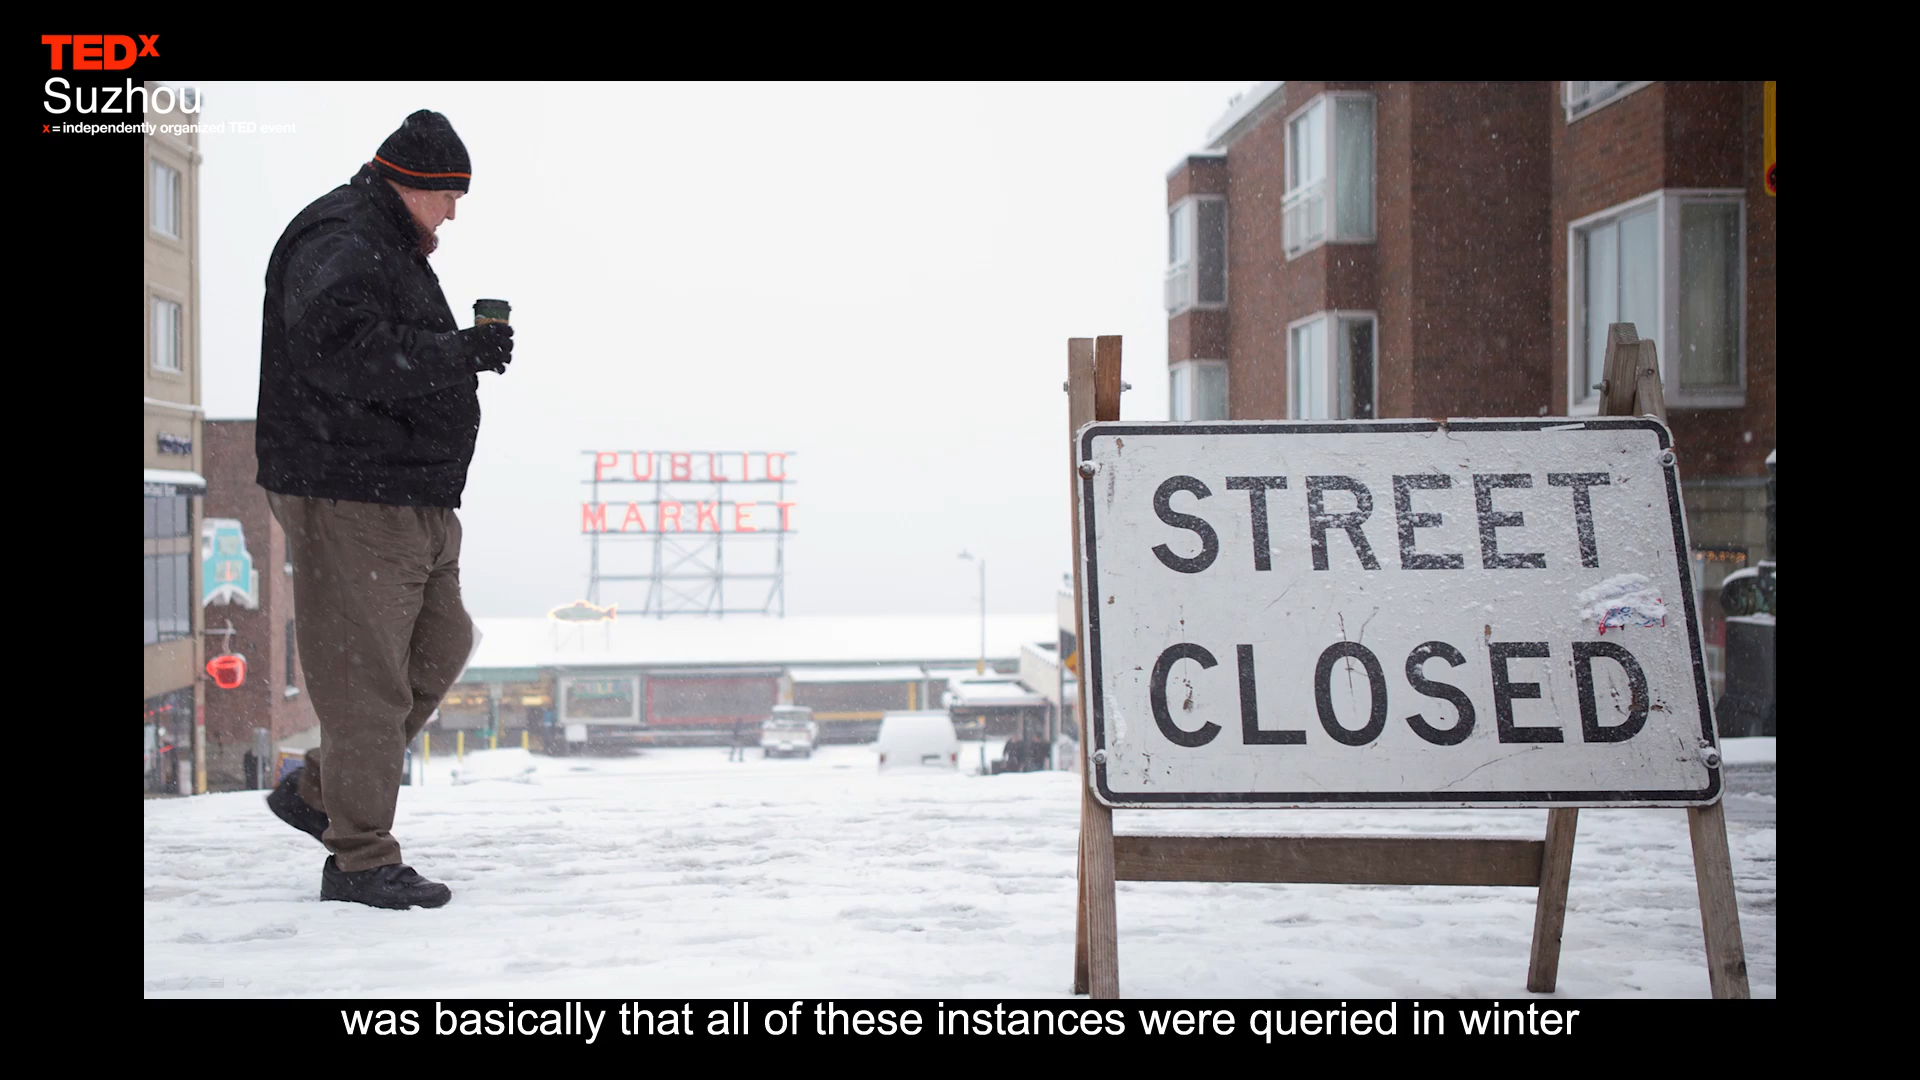 TEDx
Suzhou
x = independently organized TED event
PUBLIC
MARKET
STREET
CLOSED
was basically that all of these instances were queried in winter